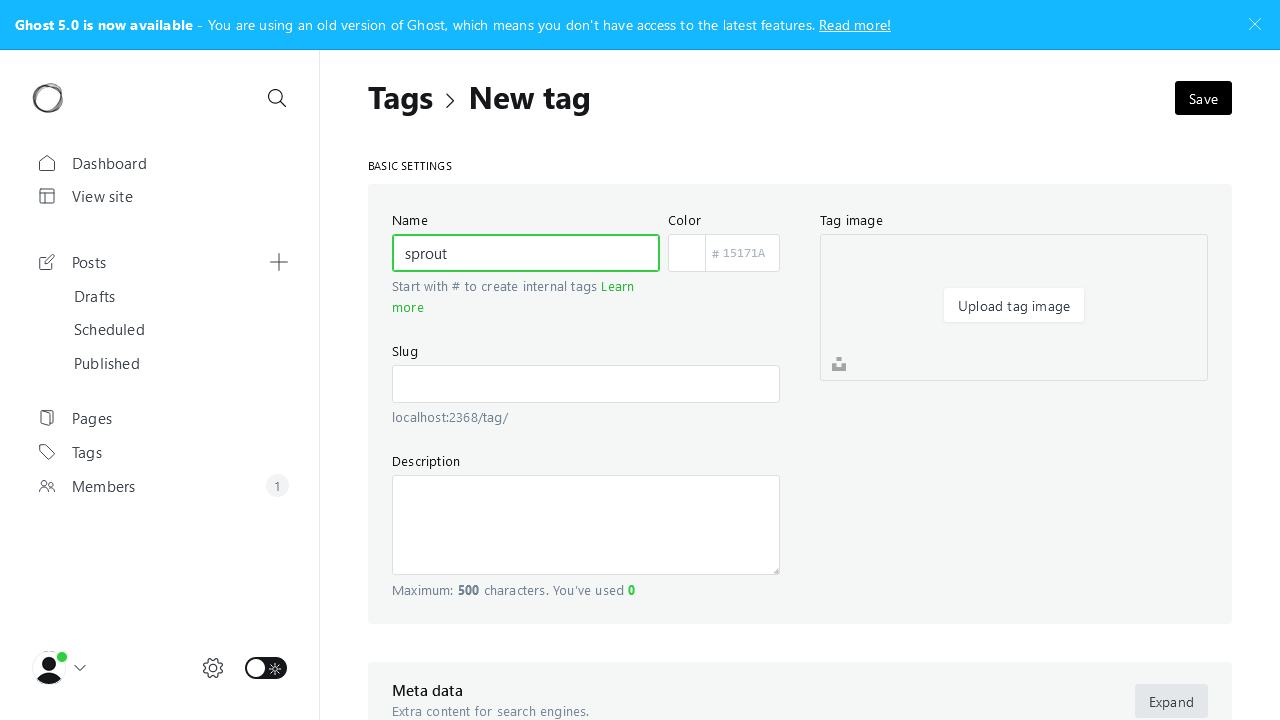 Ghost 5.0 is now available - You are using an old version of Ghost, which means you don't have access to the latest features. Read more!
Dashboard
View site
Posts
Drafts
Scheduled
Published
Pages
Tags
Members
1
Tags
New tag
Save
BASIC SETTINGS
Name
sprout
Start with # to create internal tags Learn
more
Color
# 15171A
Slug
localhost:2368/tag/
Description
Maximum: 500 characters. You've used 0
Tag image
Upload tag image
Meta data
Extra content for search engines.
Expand